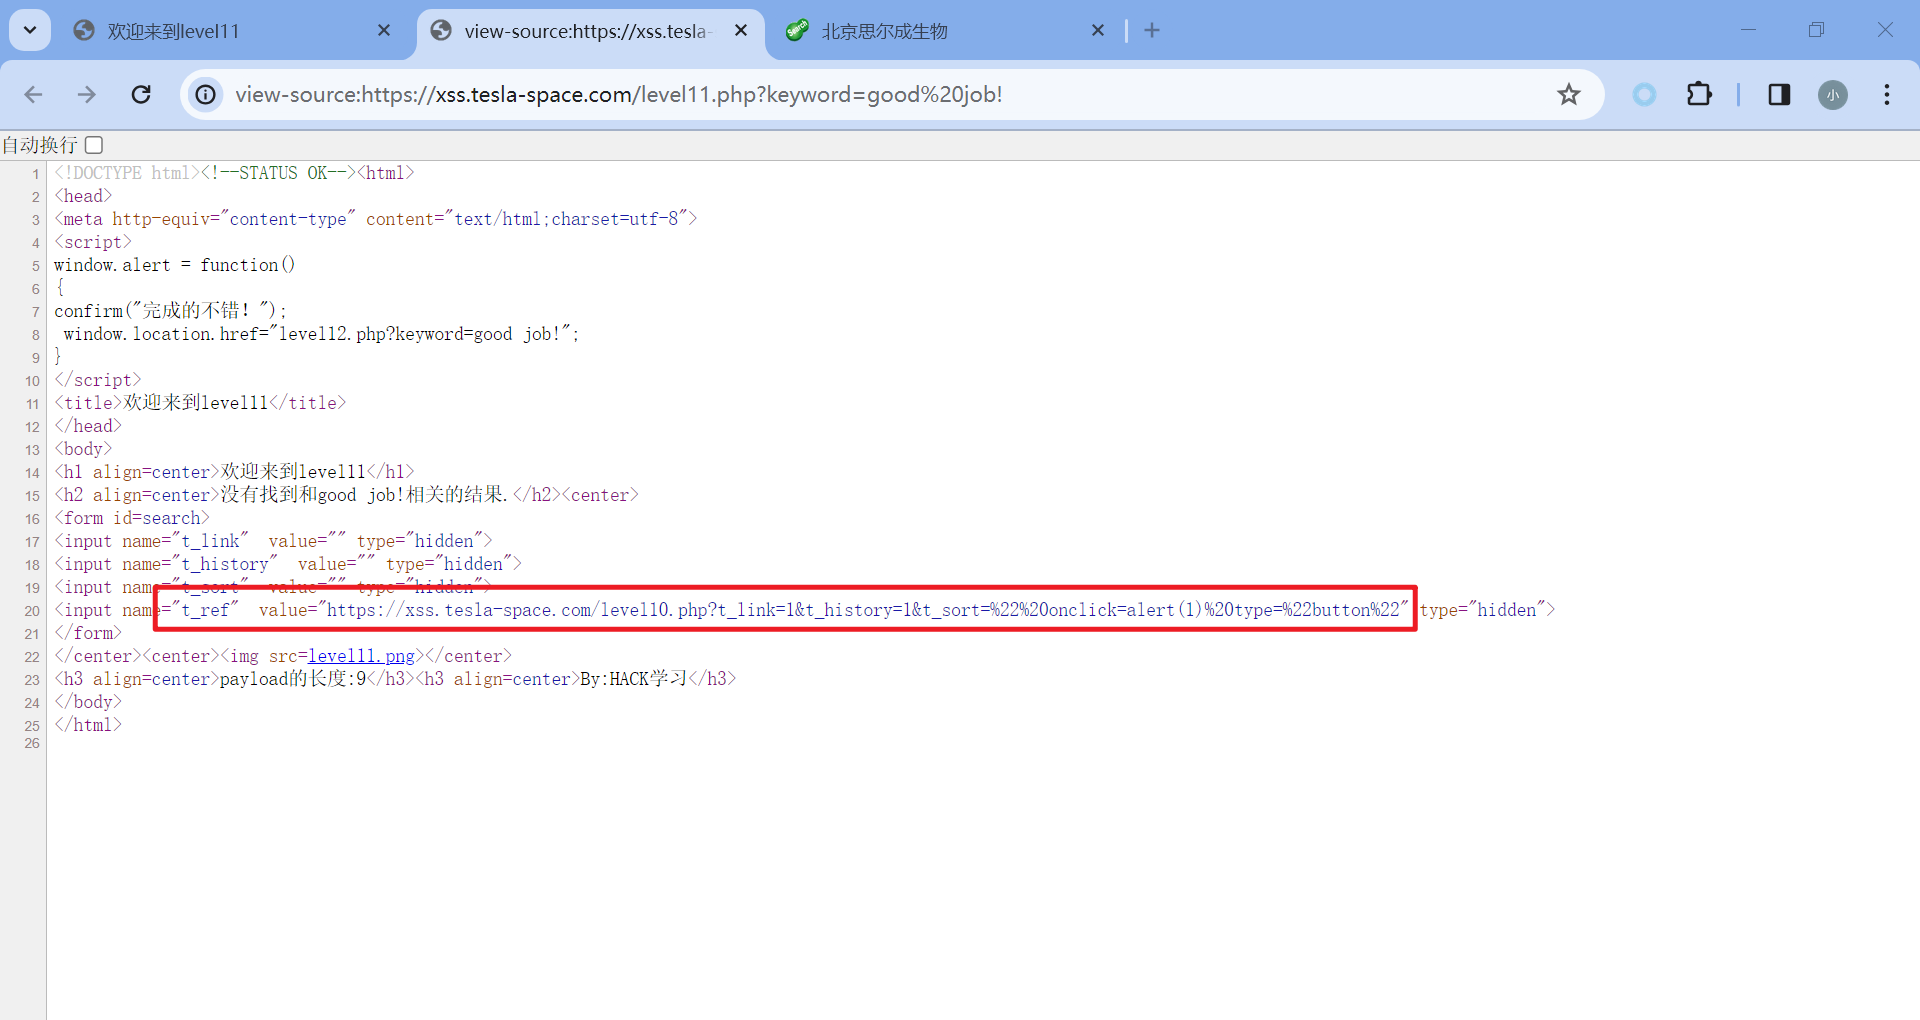 欢迎来到level11
view-source:https://xss.tesla-
北京思尔成生物
view-source:https://xss.tesla-space.com/level11.php?keyword=good%20job!
小
自动换行
1 <!DOCTYPE html><!--STATUS OK--><html>
2 <head>
3 <meta http-equiv="content-type" content="text/html;charset=utf-8">
4 <script>
5 window.alert = function()
6 {
7 confirm("完成的不错！");
8 window.location.href="level12.php?keyword=good job!";
9 }
10 </script>
11 <title>欢迎来到level11</title>
12 </head>
13 <body>
14 <h1 align=center>欢迎来到level11</h1>
15 <h2 align=center>没有找到和good job!相关的结果.</h2><center>
16 <form id=search>
17 <input name="t_link"  value="" type="hidden">
18 <input name="t_history"  value="" type="hidden">
19 <input name="t_sort"  value="" type="hidden">
20 <input name="t_ref"  value="https://xss.tesla-space.com/level10.php?t_link=1&t_history=1&t_sort=%22%20onclick=alert(1)%20type=%22button%22" type="hidden">
21 </form>
22 </center><center><img src=level11.png></center>
23 <h3 align=center>payload的长度:9</h3><h3 align=center>By:HACK学习</h3>
24 </body>
25 </html>
26